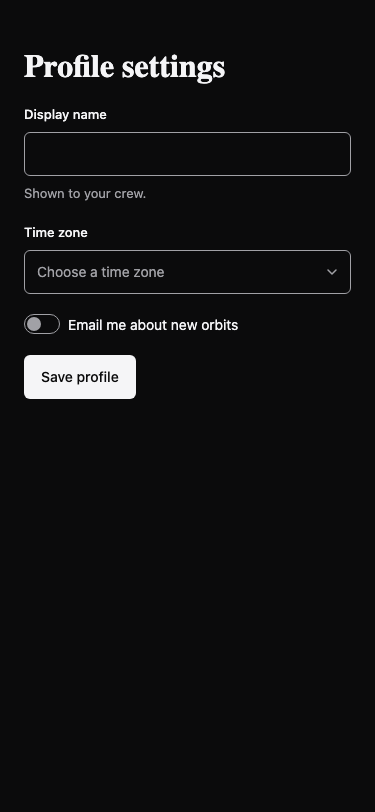 Profile settings
Display name
Shown to your crew.
Time zone
Choose a time zone
Email me about new orbits
Save profile